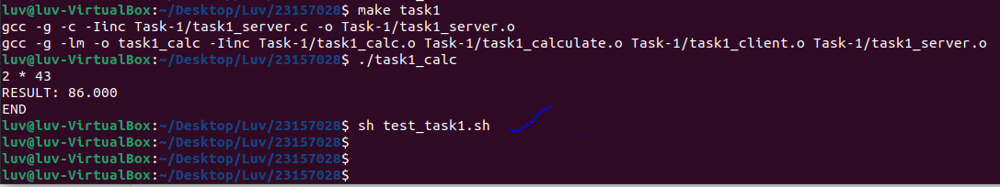 luv@luv-VirtualBox:~/Desktop/Luv/23157028$ make task1
gcc -g -c -Iinc Task-1/task1_server.c -o Task-1/task1_server.o
gcc -g -lm -o task1_calc -Iinc Task-1/task1_calc.o Task-1/task1_calculate.o Task-1/task1_client.o Task-1/task1_server.o
luv@luv-VirtualBox:~/Desktop/Luv/23157028$ ./task1_calc
2 * 43
RESULT: 86.000
END
luv@luv-VirtualBox:~/Desktop/Luv/23157028$ sh test_task1.sh
luv@luv-VirtualBox:~/Desktop/Luv/23157028$
luv@luv-VirtualBox:~/Desktop/Luv/23157028$
luv@luv-VirtualBox:~/Desktop/Luv/23157028$